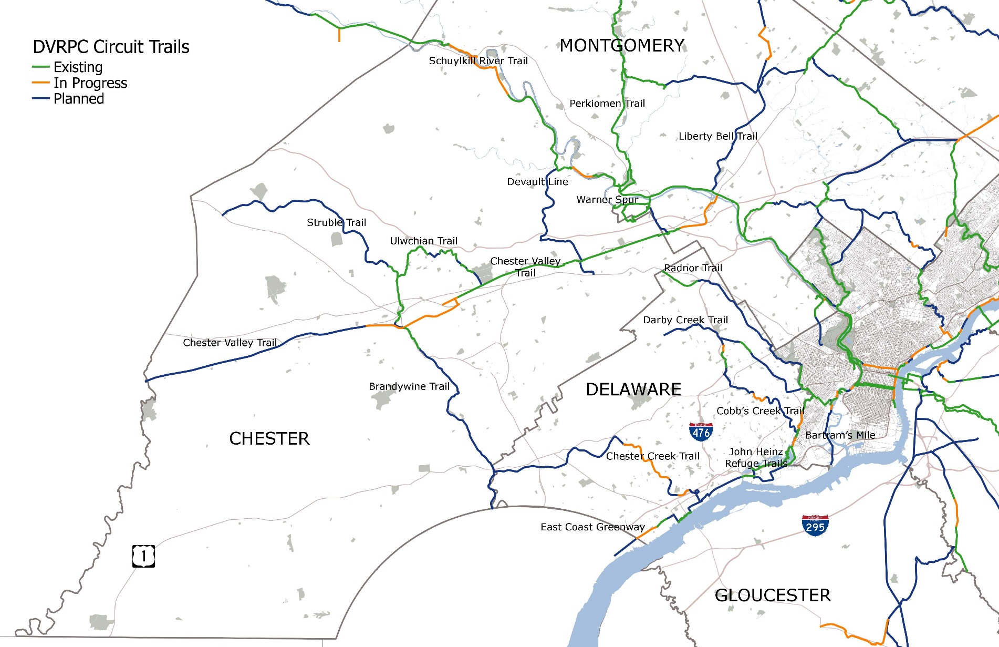 DVRPC Circuit Trails
Existing
In Progress
Planned
MONTGOMERY
Schuylkill River Trail
Perkiomen Trail
Liberty Bell Trail
Devault Line
Warner Spur
Struble Trail
Ulwchian Trail
Chester Valley
Trail
Radnor Trail
Darby Creek Trail
Chester Valley Trail
Brandywine Trail
DELAWARE
Cobb's Creek Trail
INTERSTATE
476
CHESTER
Bartram's Mile
John Heinz
Refuge Trails
Chester Creek Trail
East Coast Greenway
INTERSTATE
295
1
GLOUCESTER